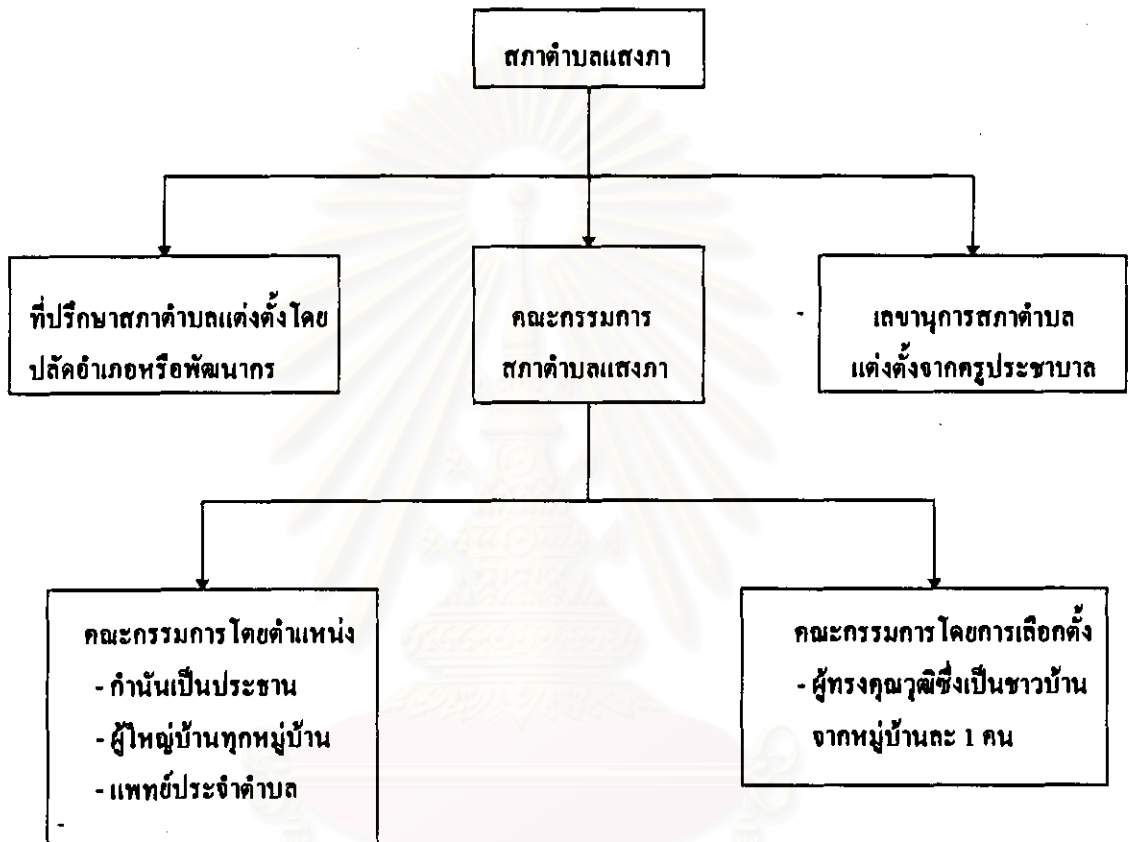 สภาตำบลแสงภา
ที่ปรึกษาสภาตำบลแต่งตั้งโดย
ปลัดอำเภอหรือพัฒนากร
คณะกรรมการ
สภาตำบลแสงภา
เลขานุการสภาตำบล
แต่งตั้งจากครูประชาบาล
คณะกรรมการโดยตำแหน่ง
- กำนันเป็นประธาน
- ผู้ใหญ่บ้านทุกหมู่บ้าน
- แพทย์ประจำตำบล
คณะกรรมการโดยการเลือกตั้ง
- ผู้ทรงคุณวุฒิซึ่งเป็นชาวบ้าน
จากหมู่บ้านละ 1 คน